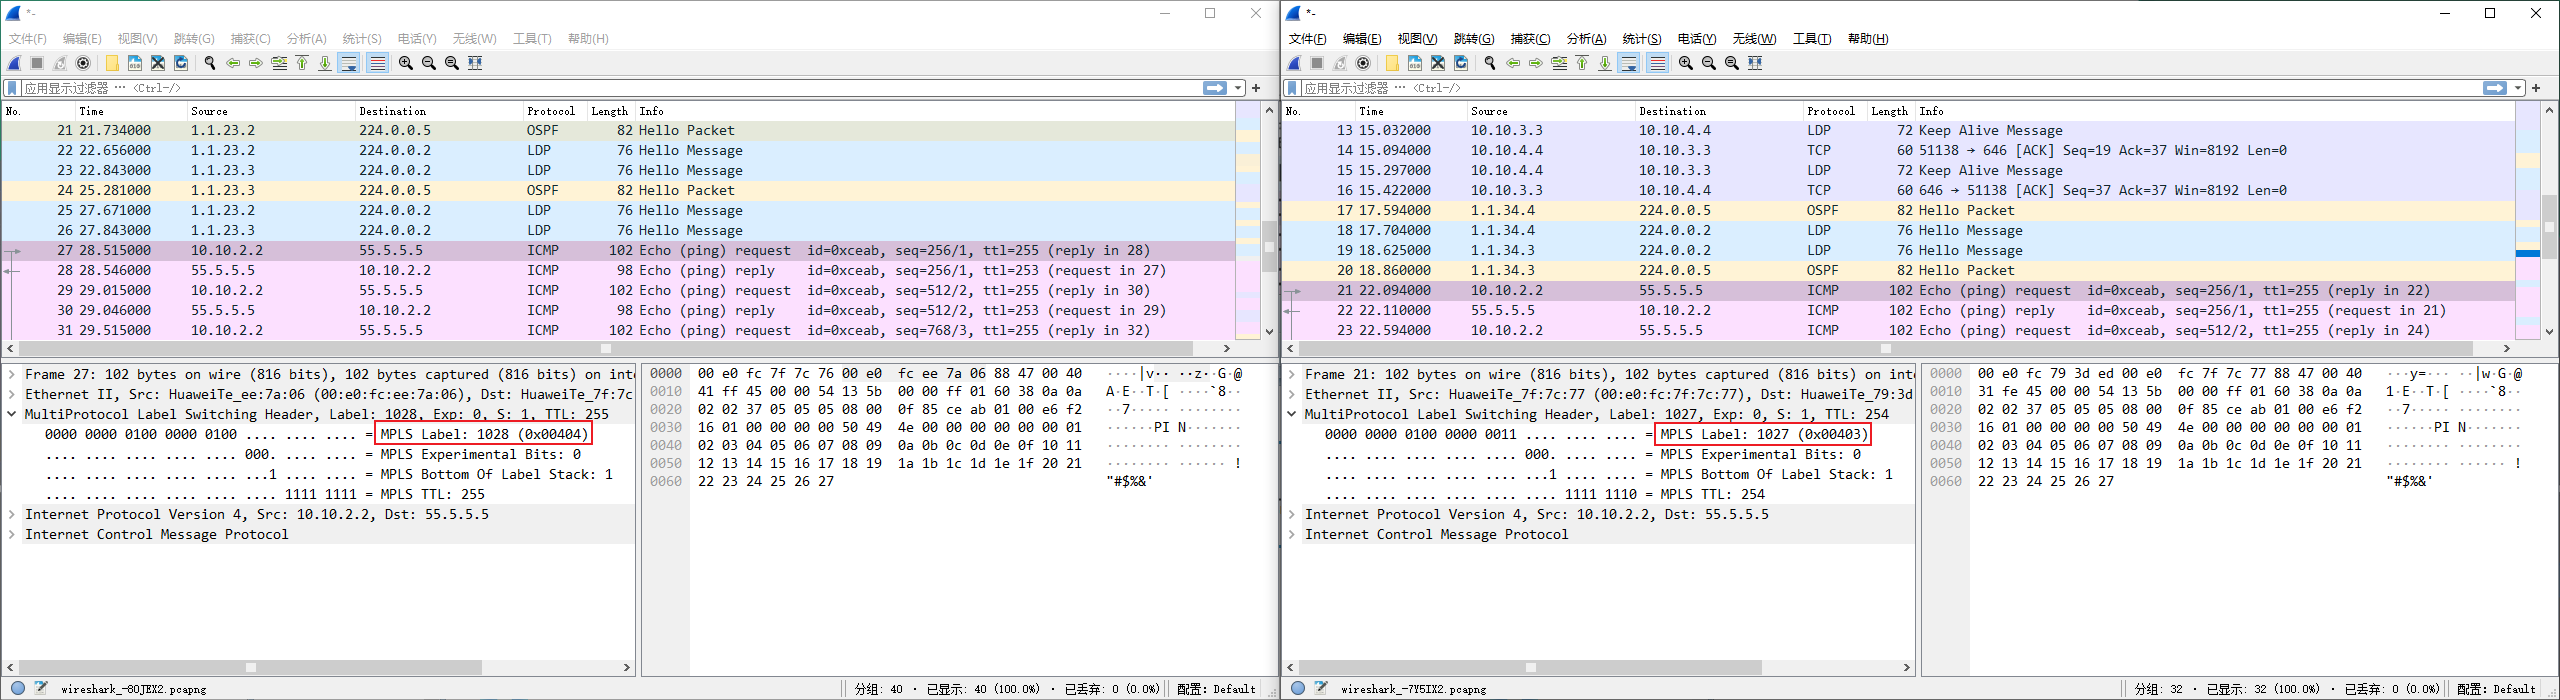 *-
文件(F) 编辑(E) 视图(V) 跳转(G) 捕获(C) 分析(A) 统计(S) 电话(Y) 无线(W) 工具(T) 帮助(H)
应用显示过滤器 … <Ctrl-/>
No. Time Source Destination Protocol Length Info
21 21.734000 1.1.23.2 224.0.0.5 OSPF 82 Hello Packet
22 22.656000 1.1.23.2 224.0.0.2 LDP 76 Hello Message
23 22.843000 1.1.23.3 224.0.0.2 LDP 76 Hello Message
24 25.281000 1.1.23.3 224.0.0.5 OSPF 82 Hello Packet
25 27.671000 1.1.23.2 224.0.0.2 LDP 76 Hello Message
26 27.843000 1.1.23.3 224.0.0.2 LDP 76 Hello Message
27 28.515000 10.10.2.2 55.5.5.5 ICMP 102 Echo (ping) request id=0xceab, seq=256/1, ttl=255 (reply in 28)
28 28.546000 55.5.5.5 10.10.2.2 ICMP 98 Echo (ping) reply id=0xceab, seq=256/1, ttl=253 (request in 27)
29 29.015000 10.10.2.2 55.5.5.5 ICMP 102 Echo (ping) request id=0xceab, seq=512/2, ttl=255 (reply in 30)
30 29.046000 55.5.5.5 10.10.2.2 ICMP 98 Echo (ping) reply id=0xceab, seq=512/2, ttl=253 (request in 29)
31 29.515000 10.10.2.2 55.5.5.5 ICMP 102 Echo (ping) request id=0xceab, seq=768/3, ttl=255 (reply in 32)
Frame 27: 102 bytes on wire (816 bits), 102 bytes captured (816 bits) on inte
Ethernet II, Src: HuaweiTe_ee:7a:06 (00:e0:fc:ee:7a:06), Dst: HuaweiTe_7f:7c
MultiProtocol Label Switching Header, Label: 1028, Exp: 0, S: 1, TTL: 255
0000 0000 0100 0000 0100 .... .... .... = MPLS Label: 1028 (0x00404)
.... .... .... .... .... 000. .... .... = MPLS Experimental Bits: 0
.... .... .... .... .... ...1 .... .... = MPLS Bottom Of Label Stack: 1
.... .... .... .... .... .... 1111 1111 = MPLS TTL: 255
Internet Protocol Version 4, Src: 10.10.2.2, Dst: 55.5.5.5
Internet Control Message Protocol
0000 00 e0 fc 7f 7c 76 00 e0 fc ee 7a 06 88 47 00 40 ····|v·· ··z··G·@
0010 41 ff 45 00 00 54 13 5b 00 00 ff 01 60 38 0a 0a A·E··T·[ ····`8··
0020 02 02 37 05 05 05 08 00 0f 85 ce ab 01 00 e6 f2 ··7····· ········
0030 16 01 00 00 00 00 50 49 4e 00 00 00 00 00 00 01 ······PI N·······
0040 02 03 04 05 06 07 08 09 0a 0b 0c 0d 0e 0f 10 11 ········ ········
0050 12 13 14 15 16 17 18 19 1a 1b 1c 1d 1e 1f 20 21 ········ ······ !
0060 22 23 24 25 26 27 "#$%&'
wireshark_-80JEX2.pcapng 分组: 40 · 已显示: 40 (100.0%) · 已丢弃: 0 (0.0%) 配置: Default
*-
文件(F) 编辑(E) 视图(V) 跳转(G) 捕获(C) 分析(A) 统计(S) 电话(Y) 无线(W) 工具(T) 帮助(H)
应用显示过滤器 … <Ctrl-/>
No. Time Source Destination Protocol Length Info
13 15.032000 10.10.3.3 10.10.4.4 LDP 72 Keep Alive Message
14 15.094000 10.10.4.4 10.10.3.3 TCP 60 51138 → 646 [ACK] Seq=19 Ack=37 Win=8192 Len=0
15 15.297000 10.10.4.4 10.10.3.3 LDP 72 Keep Alive Message
16 15.422000 10.10.3.3 10.10.4.4 TCP 60 646 → 51138 [ACK] Seq=37 Ack=37 Win=8192 Len=0
17 17.594000 1.1.34.4 224.0.0.5 OSPF 82 Hello Packet
18 17.704000 1.1.34.4 224.0.0.2 LDP 76 Hello Message
19 18.625000 1.1.34.3 224.0.0.2 LDP 76 Hello Message
20 18.860000 1.1.34.3 224.0.0.5 OSPF 82 Hello Packet
21 22.094000 10.10.2.2 55.5.5.5 ICMP 102 Echo (ping) request id=0xceab, seq=256/1, ttl=255 (reply in 22)
22 22.110000 55.5.5.5 10.10.2.2 ICMP 102 Echo (ping) reply id=0xceab, seq=256/1, ttl=255 (request in 21)
23 22.594000 10.10.2.2 55.5.5.5 ICMP 102 Echo (ping) request id=0xceab, seq=512/2, ttl=255 (reply in 24)
Frame 21: 102 bytes on wire (816 bits), 102 bytes captured (816 bits) on inte
Ethernet II, Src: HuaweiTe_7f:7c:77 (00:e0:fc:7f:7c:77), Dst: HuaweiTe_79:3d
MultiProtocol Label Switching Header, Label: 1027, Exp: 0, S: 1, TTL: 254
0000 0000 0100 0000 0011 .... .... .... = MPLS Label: 1027 (0x00403)
.... .... .... .... .... 000. .... .... = MPLS Experimental Bits: 0
.... .... .... .... .... ...1 .... .... = MPLS Bottom Of Label Stack: 1
.... .... .... .... .... .... 1111 1110 = MPLS TTL: 254
Internet Protocol Version 4, Src: 10.10.2.2, Dst: 55.5.5.5
Internet Control Message Protocol
0000 00 e0 fc 79 3d ed 00 e0 fc 7f 7c 77 88 47 00 40 ···y=··· ··|w·G·@
0010 31 fe 45 00 00 54 13 5b 00 00 ff 01 60 38 0a 0a 1·E··T·[ ····`8··
0020 02 02 37 05 05 05 08 00 0f 85 ce ab 01 00 e6 f2 ··7····· ········
0030 16 01 00 00 00 00 50 49 4e 00 00 00 00 00 00 01 ······PI N·······
0040 02 03 04 05 06 07 08 09 0a 0b 0c 0d 0e 0f 10 11 ········ ········
0050 12 13 14 15 16 17 18 19 1a 1b 1c 1d 1e 1f 20 21 ········ ······ !
0060 22 23 24 25 26 27 "#$%&'
wireshark_-7Y5IX2.pcapng 分组: 32 · 已显示: 32 (100.0%) · 已丢弃: 0 (0.0%) 配置: Default